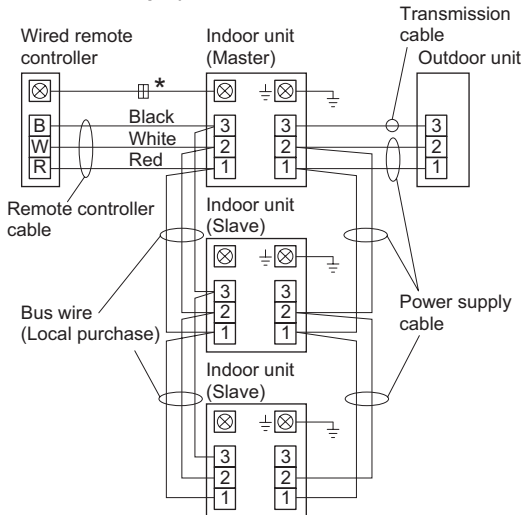 Transmission
cable
Wired remote
controller
Indoor unit
(Master)
Outdoor unit
*
B
W
R
Black
White
Red
3
2
1
3
2
1
3
2
1
Remote controller
cable
Indoor unit
(Slave)
3
2
1
3
2
1
Bus wire
(Local purchase)
Power supply
cable
Indoor unit
(Slave)
3
2
1
3
2
1